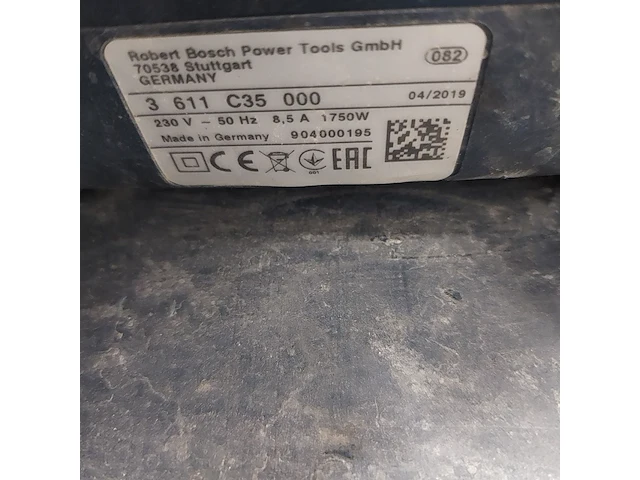 Robert Bosch Power Tools GmbH
70538 Stuttgart
GERMANY
082
3 611 C35 000
04/2019
230 V ~ 50 Hz 8,5 A 1750W
Made in Germany 904000195
CE
001
EAC